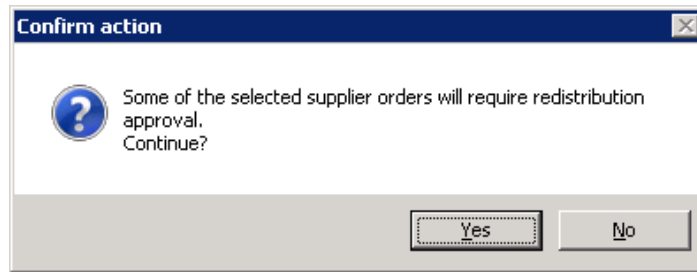 Confirm action
Some of the selected supplier orders will require redistribution
approval.
Continue?
Yes
No